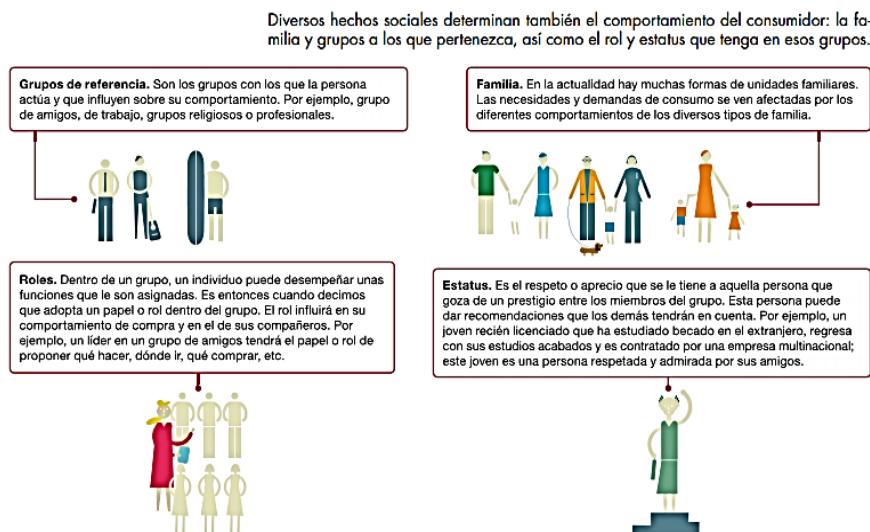 Diversos hechos sociales determinan también el comportamiento del consumidor: la fa-
milia y grupos a los que pertenezca, así como el rol y estatus que tenga en esos grupos.
Grupos de referencia. Son los grupos con los que la persona
actúa y que influyen sobre su comportamiento. Por ejemplo, grupo
de amigos, de trabajo, grupos religiosos o profesionales.
Familia. En la actualidad hay muchas formas de unidades familiares.
Las necesidades y demandas de consumo se ven afectadas por los
diferentes comportamientos de los diversos tipos de familia.
Roles. Dentro de un grupo, un individuo puede desempeñar unas
funciones que le son asignadas. Es entonces cuando decimos
que adopta un papel o rol dentro del grupo. El rol influirá en su
comportamiento de compra y en el de sus compañeros. Por
ejemplo, un líder en un grupo de amigos tendrá el papel o rol de
proponer qué hacer, dónde ir, qué comprar, etc.
Estatus. Es el respeto o aprecio que se le tiene a aquella persona que
goza de un prestigio entre los miembros del grupo. Esta persona puede
dar recomendaciones que los demás tendrán en cuenta. Por ejemplo, un
joven recién licenciado que ha estudiado becado en el extranjero, regresa
con sus estudios acabados y es contratado por una empresa multinacional;
este joven es una persona respetada y admirada por sus amigos.